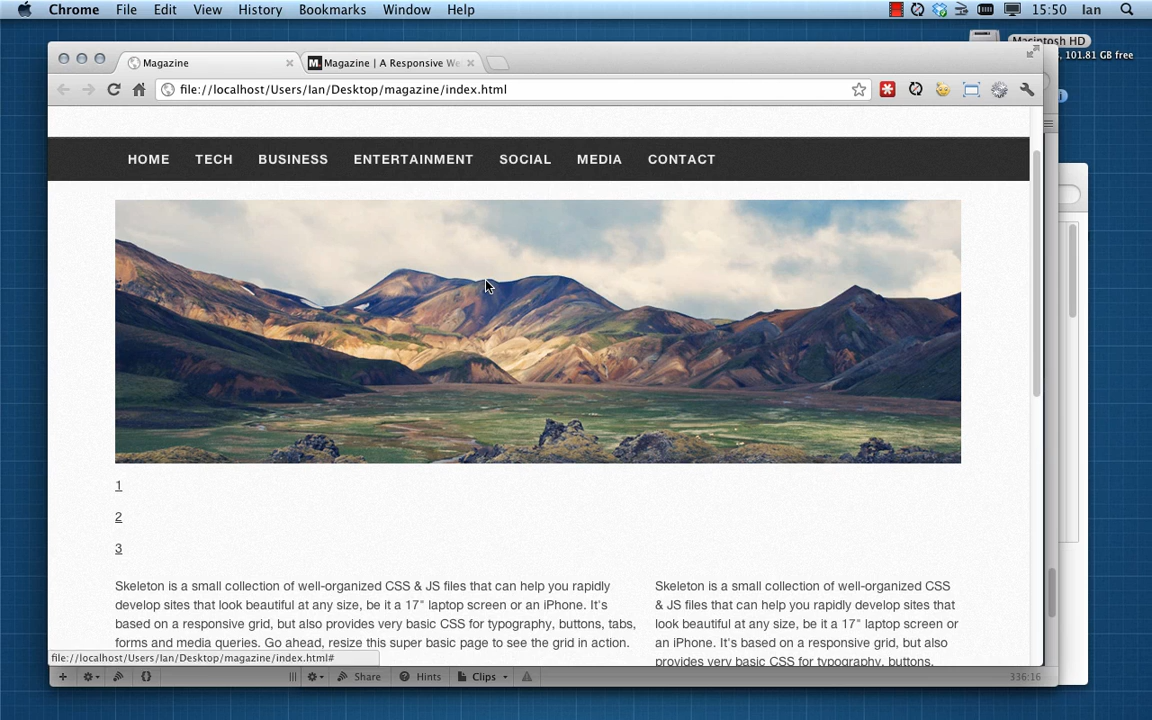 Chrome File Edit View History Bookmarks Window Help 15:50 Ian
Macintosh HD
, 101.81 GB free
Magazine
M. Magazine | A Responsive We
file://localhost/Users/Ian/Desktop/magazine/index.html
HOME TECH BUSINESS ENTERTAINMENT SOCIAL MEDIA CONTACT
1
2
3
Skeleton is a small collection of well-organized CSS & JS files that can help you rapidly
develop sites that look beautiful at any size, be it a 17" laptop screen or an iPhone. It's
based on a responsive grid, but also provides very basic CSS for typography, buttons, tabs,
forms and media queries. Go ahead, resize this super basic page to see the grid in action.
Skeleton is a small collection of well-organized CSS
& JS files that can help you rapidly develop sites that
look beautiful at any size, be it a 17" laptop screen or
an iPhone. It's based on a responsive grid, but also
provides very basic CSS for typography, buttons,
file://localhost/Users/Ian/Desktop/magazine/index.html#
Share Hints Clips 336:16